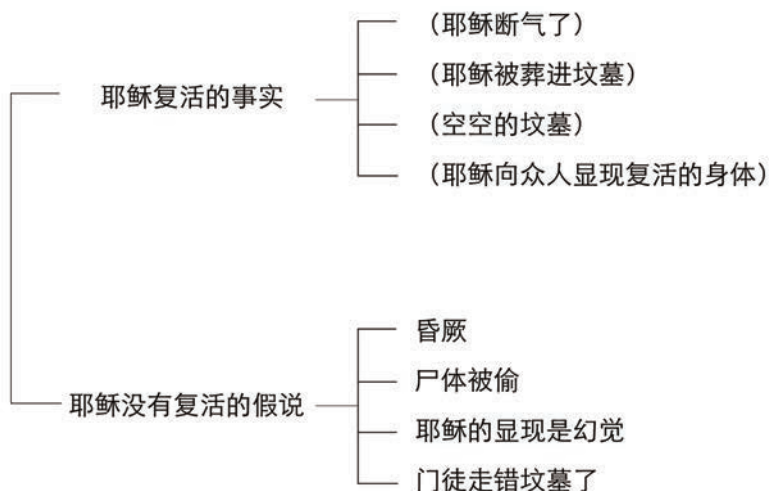 耶稣复活的事实
（耶稣断气了）
（耶稣被葬进坟墓）
（空空的坟墓）
（耶稣向众人显现复活的身体）
耶稣没有复活的假说
昏厥
尸体被偷
耶稣的显现是幻觉
门徒走错坟墓了